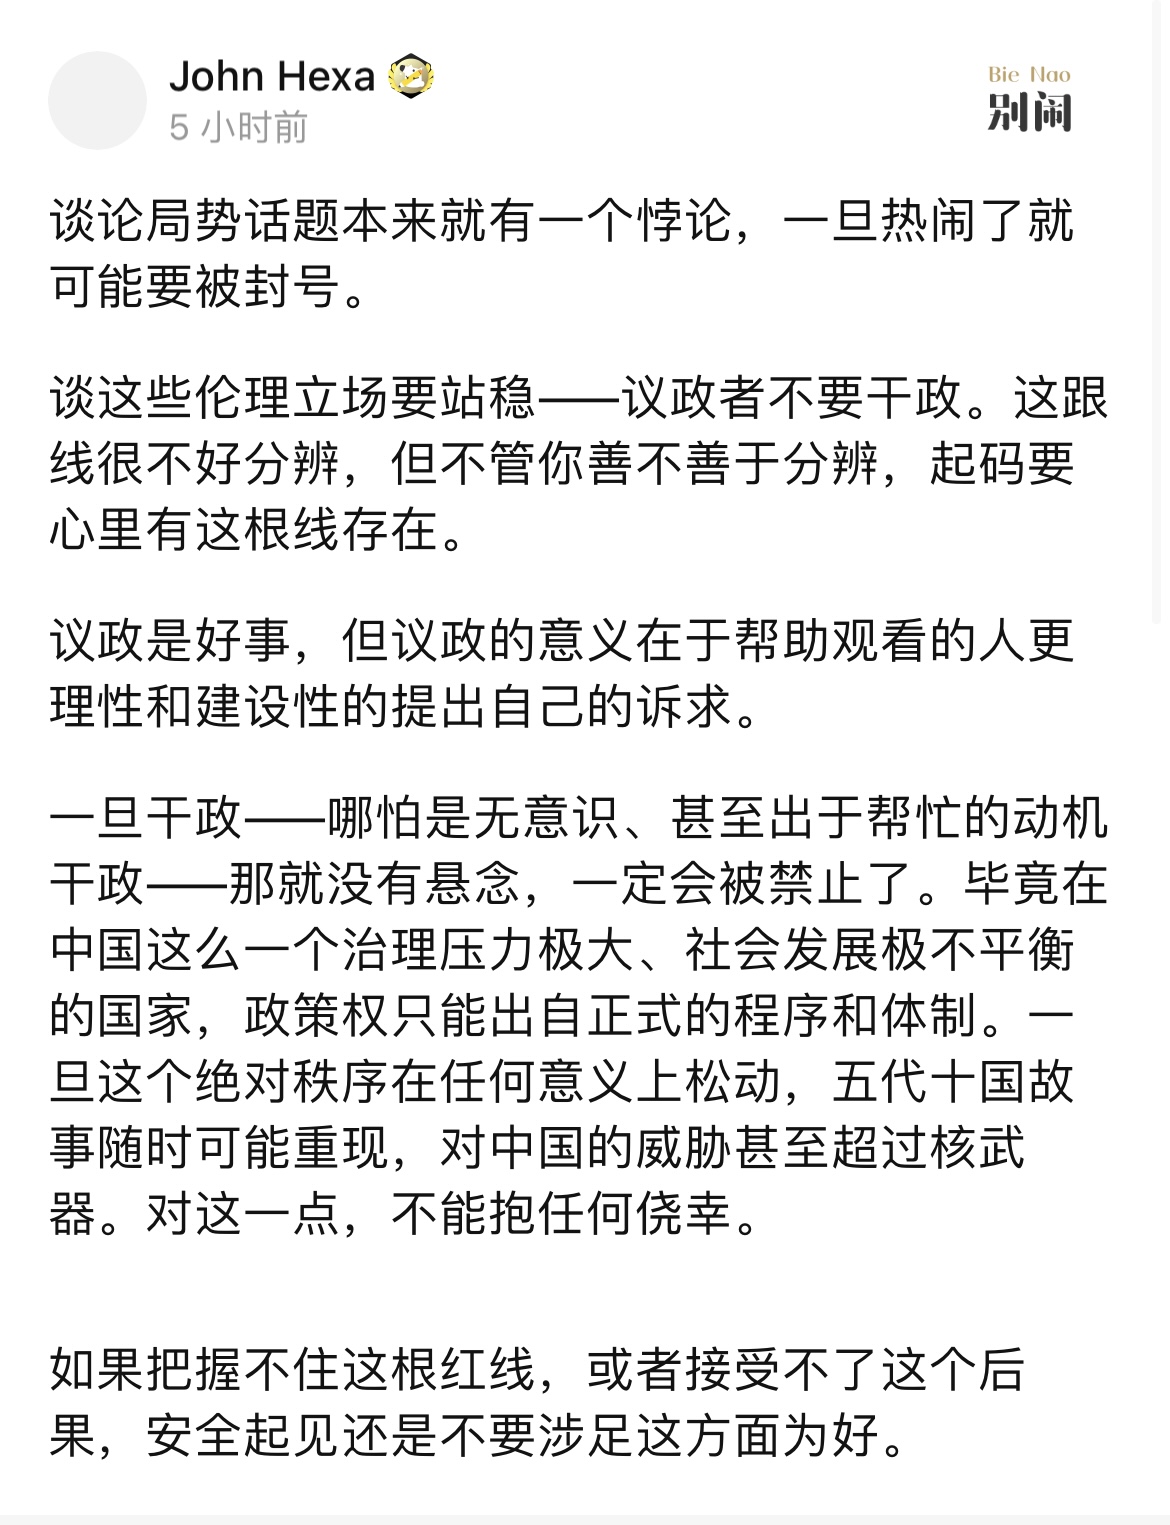 John Hexa
5 小时前
Bie Nao
别闹
谈论局势话题本来就有一个悖论，一旦热闹了就
可能要被封号。
谈这些伦理立场要站稳——议政者不要干政。这跟
线很不好分辨，但不管你善不善于分辨，起码要
心里有这根线存在。
议政是好事，但议政的意义在于帮助观看的人更
理性和建设性的提出自己的诉求。
一旦干政——哪怕是无意识、甚至出于帮忙的动机
干政——那就没有悬念，一定会被禁止了。毕竟在
中国这么一个治理压力极大、社会发展极不平衡
的国家，政策权只能出自正式的程序和体制。一
旦这个绝对秩序在任何意义上松动，五代十国故
事随时可能重现，对中国的威胁甚至超过核武
器。对这一点，不能抱任何侥幸。
如果把握不住这根红线，或者接受不了这个后
果，安全起见还是不要涉足这方面为好。